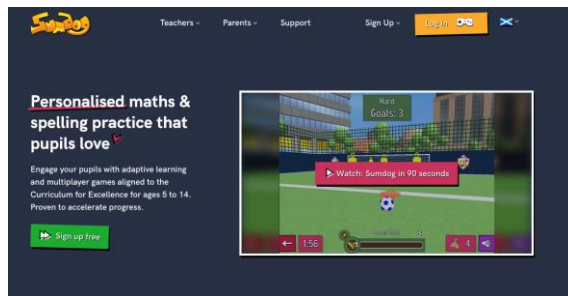 Sumdog
Teachers
Parents
Support
Sign Up
Log In
Personalised maths &
spelling practice that
pupils love
Engage your pupils with adaptive learning
and multiplayer games aligned to the
Curriculum for Excellence for ages 5 to 14.
Proven to accelerate progress.
Sign up free
Hard
Goals: 3
Watch: Sumdog in 90 seconds
1:56
4